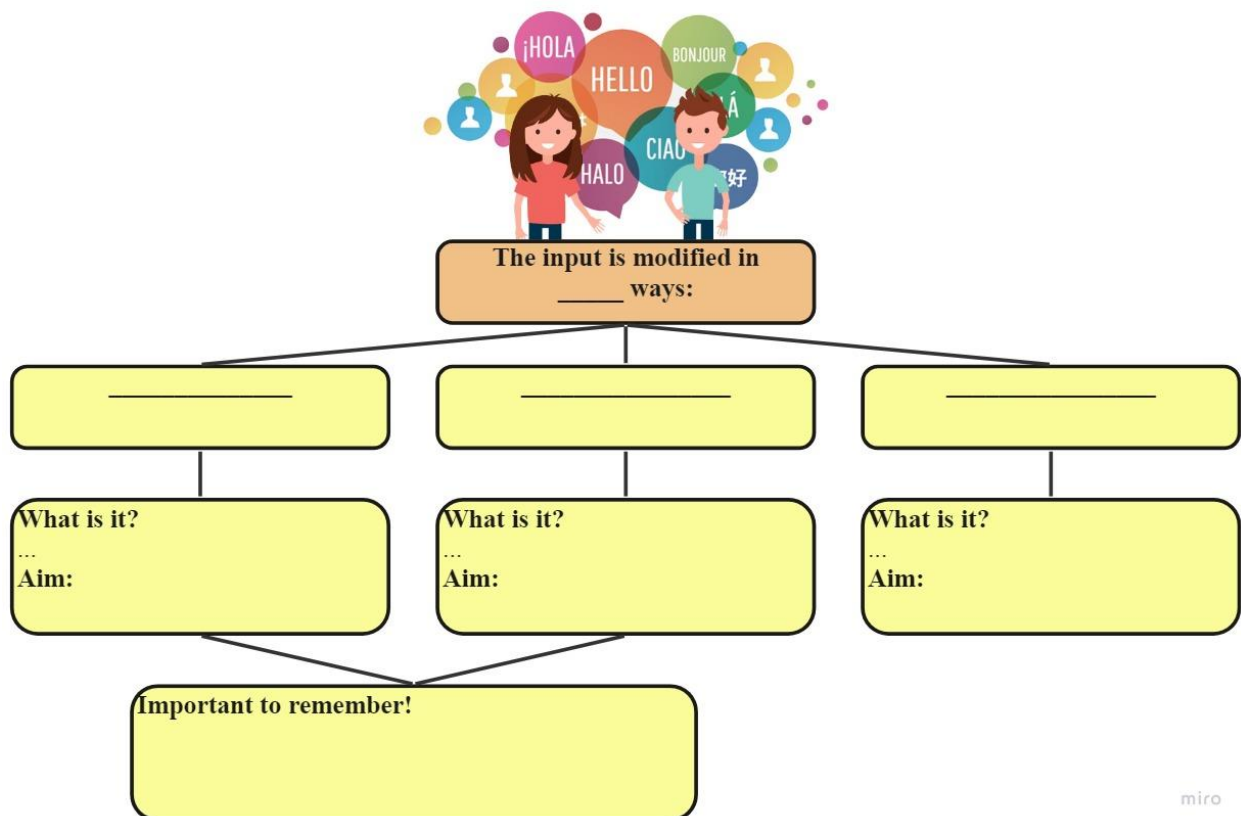 ¡HOLA
HELLO
BONJOUR
CIAO
HALO
好
The input is modified in
_____ ways:
______________
________________
________________
What is it?
...
Aim:
What is it?
...
Aim:
What is it?
...
Aim:
Important to remember!
miro